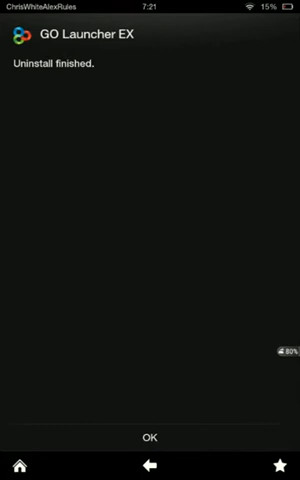 ChrisWhiteAlexRules 7:21 15%
GO Launcher EX
Uninstall finished.
80%
OK